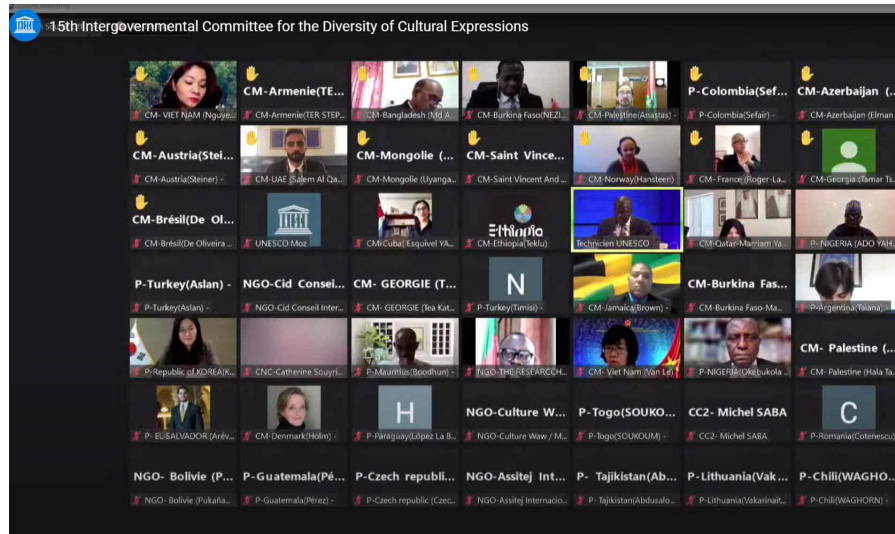 15th Intergovernmental Committee for the Diversity of Cultural Expressions
CM- VIET NAM (Nguye...
CM-Armenie(TE...
CM-Armenie(TER STEP...
CM-Bangladesh (Md A...
CM-Burkina Faso(NEZI...
CM-Palestine(Anastas) -
P-Colombia(Sef...
P-Colombia(Sefair) -
CM-Azerbaijan (...
CM-Azerbaijan (Elman
CM-Austria(Stei...
CM-Austria(Steiner) -
CM-UAE (Salem Al Qa...
CM-Mongolie (...
CM-Mongolie (Uyanga...
CM-Saint Vince...
CM-Saint Vincent And ...
CM-Norway(Hansteen)
CM- France (Roger-La...
CM-Georgia (Tamar Ts...
CM-Brésil(De Ol...
CM-Brésil(De Oliveira ...
UNESCO Moz
CM-Cuba( Esquivel YA...
Ethiopia
CM-Ethiopia(Teklu)
Technicien UNESCO
CM-Qatar-Marriam Ya...
P- NIGERIA (ADO YAH...
P-Turkey(Aslan) -
P-Turkey(Aslan) -
NGO-Cid Consei...
NGO-Cid Conseil Inter...
CM- GEORGIE (T...
CM- GEORGIE (Tea Kat...
N
P-Turkey(Timisi) -
CM-Jamaica(Brown) -
CM-Burkina Fas...
CM-Burkina Faso-Ma...
P-Argentina(Taiana) -
P-Republic of KOREA(K...
CNC-Catherine Souyri...
P-Mauritius(Boodhun) -
NGO-THE RESEARCCH...
CM- Viet Nam (Van Le)
P-NIGERIA(Okebukola
CM- Palestine (...
CM- Palestine (Hala Ta...
P- EL-SALVADOR (Arév...
CM-Denmark(Holm) -
H
P-Paraguay(López La B...
NGO-Culture W...
NGO-Culture Waw / M...
P-Togo(SOUKO...
P-Togo(SOUKOUM) -
CC2- Michel SABA
CC2- Michel SABA
C
P-Romania(Cotenescu)
NGO- Bolivie (P...
NGO- Bolivie (Pukaña...
P-Guatemala(Pé...
P-Guatemala(Pérez) -
P-Czech republi...
P-Czech republic (Czec...
NGO-Assitej Int...
NGO-Assitej Internacio...
P- Tajikistan(Ab...
P- Tajikistan(Abdusalo...
P-Lithuania(Vak...
P-Lithuania(Vakarinait...
P-Chili(WAGHO...
P-Chili(WAGHORN) -